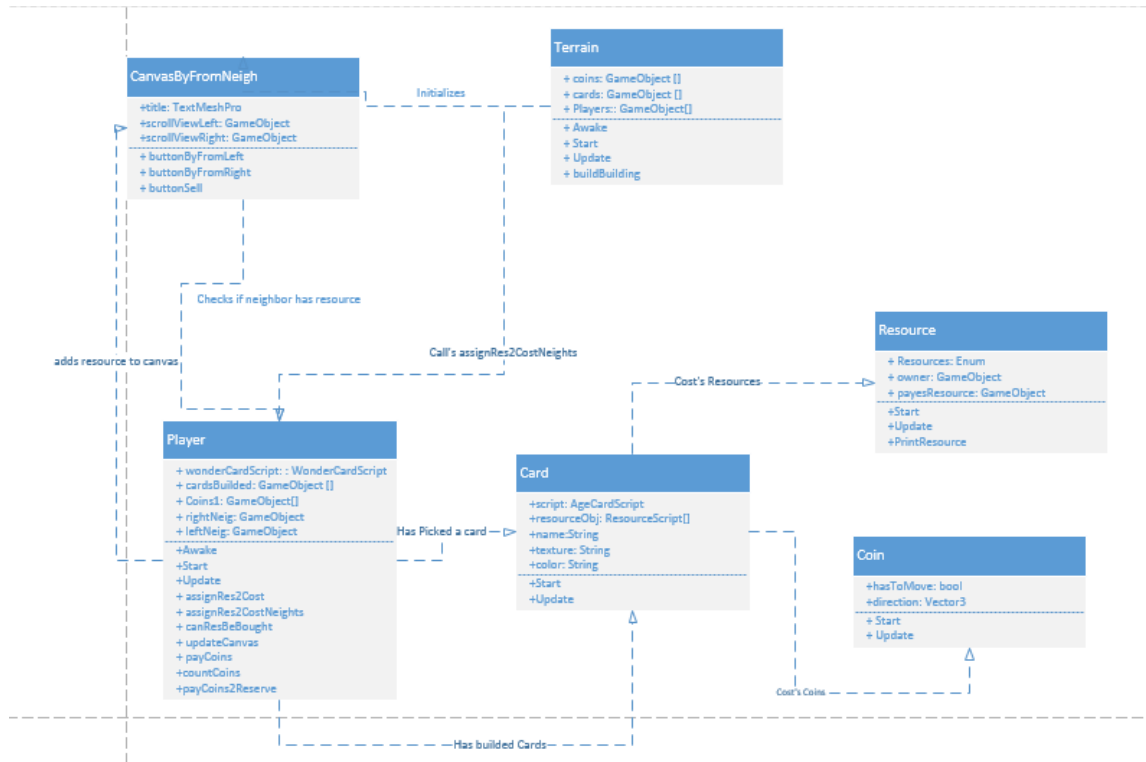 Terrain
+ coins: GameObject []
+ cards: GameObject []
+ Players:: GameObject[]
+ Awake
+ Start
+ Update
+ buildBuilding
CanvasByFromNeigh
+title: TextMeshPro
+scrollViewLeft: GameObject
+scrollViewRight: GameObject
+ buttonByFromLeft
+ buttonByFromRight
+ buttonSell
Initializes
Checks if neighbor has resource
adds resource to canvas
Call's assignRes2CostNeights
Resource
+ Resources: Enum
+ owner: GameObject
+ payesResource: GameObject
+Start
+Update
+PrintResource
Cost's Resources
Player
+ wonderCardScript: : WonderCardScript
+ cardsBuilded: GameObject []
+ Coins1: GameObject[]
+ rightNeig: GameObject
+ leftNeig: GameObject
+Awake
+Start
+Update
+ assignRes2Cost
+ assignRes2CostNeights
+ canResBeBought
+ updateCanvas
+ payCoins
+countCoins
+payCoins2Reserve
Has Picked a card
Card
+script: AgeCardScript
+resourceObj: ResourceScript[]
+name:String
+texture: String
+color: String
+Start
+Update
Coin
+hasToMove: bool
+direction: Vector3
+ Start
+ Update
Cost's Coins
Has builded Cards